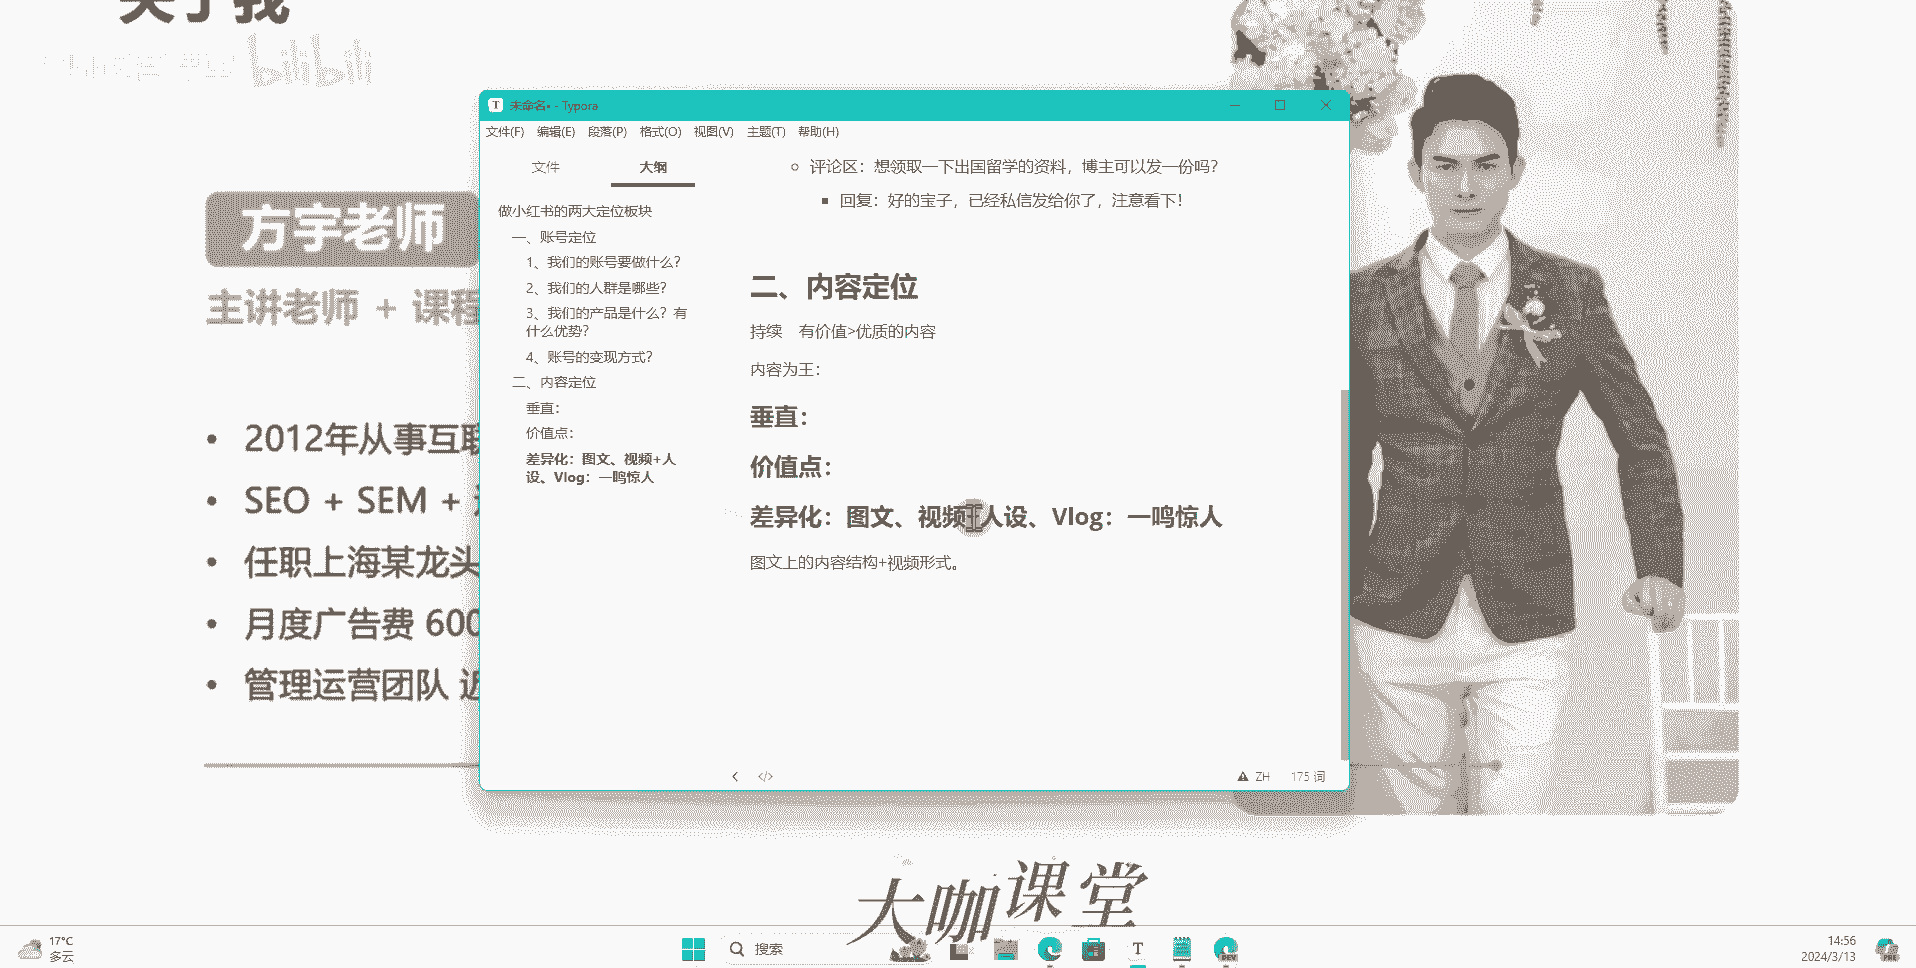 关于我
bilibili
方宇老师
主讲老师 + 课程
2012年从事互联
SEO + SEM +
任职上海某龙头
月度广告费 600
管理运营团队 近
未命名• - Typora
文件(F) 编辑(E) 段落(P) 格式(O) 视图(V) 主题(T) 帮助(H)
文件 大纲
做小红书的两大定位板块
一、账号定位
1、我们的账号要做什么?
2、我们的人群是哪些?
3、我们的产品是什么？有
什么优势?
4、账号的变现方式?
二、内容定位
垂直：
价值点：
差异化：图文、视频+人
设、Vlog：一鸣惊人
评论区：想领取一下出国留学的资料，博主可以发一份吗?
回复：好的宝子，已经私信发给你了，注意看下!
二、内容定位
持续 有价值>优质的内容
内容为王：
垂直：
价值点：
差异化：图文、视频+人设、Vlog：一鸣惊人
图文上的内容结构+视频形式。
</> ZH 175 词
大咖课堂
17°C
多云
搜索
T
DEV
14:56
2024/3/13
PRE